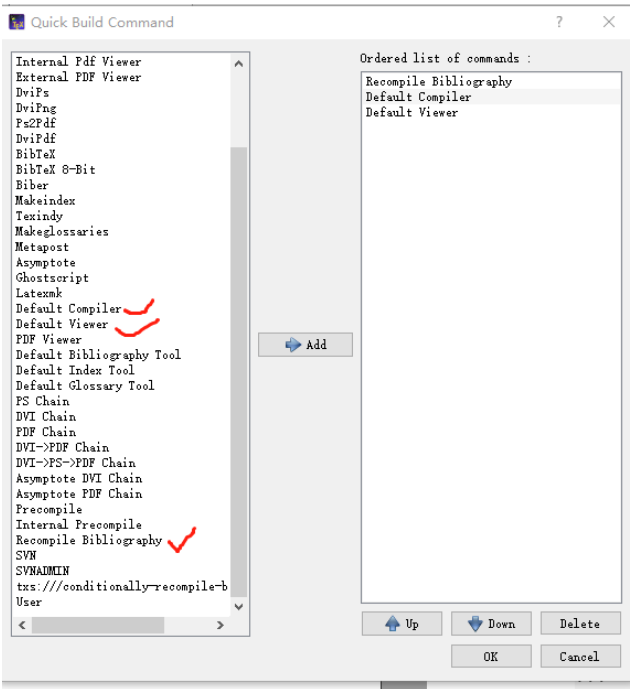 Quick Build Command
?
Internal Pdf Viewer
External PDF Viewer
DviPs
DviPng
Ps2Pdf
DviPdf
BibTeX
BibTeX 8-Bit
Biber
Makeindex
Texindy
Makeglossaries
Metapost
Asymptote
Ghostscript
Latexmk
Default Compiler
Default Viewer
PDF Viewer
Default Bibliography Tool
Default Index Tool
Default Glossary Tool
PS Chain
DVI Chain
PDF Chain
DVI->PDF Chain
DVI->PS->PDF Chain
Asymptote DVI Chain
Asymptote PDF Chain
Precompile
Internal Precompile
Recompile Bibliography
SVN
SVNADMIN
txs:///conditionally-recompile-b
User
Add
Ordered list of commands :
Recompile Bibliography
Default Compiler
Default Viewer
Up
Down
Delete
OK
Cancel